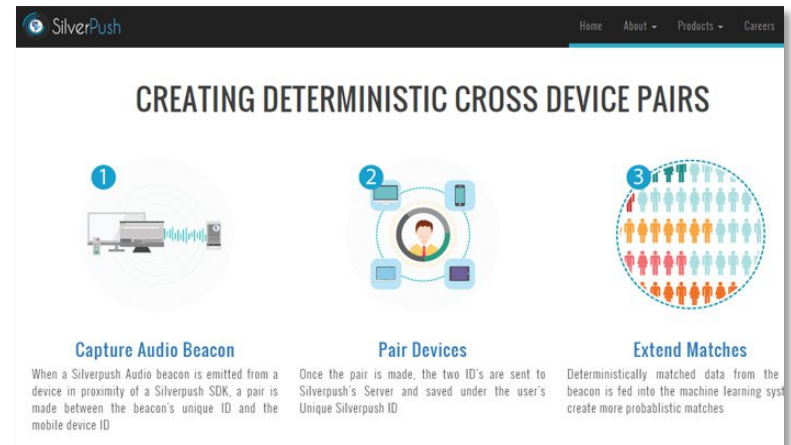 SilverPush
Home About Products Careers
CREATING DETERMINISTIC CROSS DEVICE PAIRS
1
2
3
Capture Audio Beacon
When a Silverpush Audio beacon is emitted from a
device in proximity of a Silverpush SDK, a pair is
made between the beacon's unique ID and the
mobile device ID
Pair Devices
Once the pair is made, the two ID's are sent to
Silverpush's Server and saved under the user's
Unique Silverpush ID
Extend Matches
Deterministically matched data from the
beacon is fed into the machine learning
create more probablistic matches